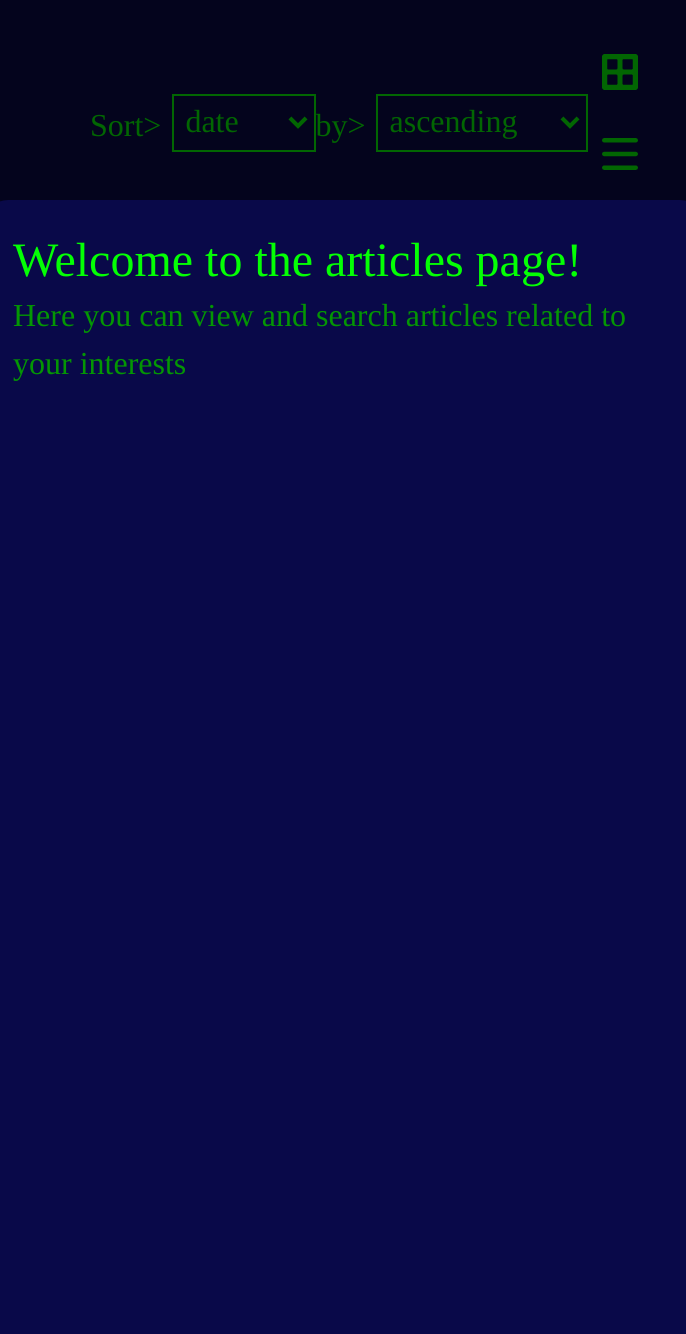 Sort> date by> ascending
Welcome to the articles page!
Here you can view and search articles related to
your interests